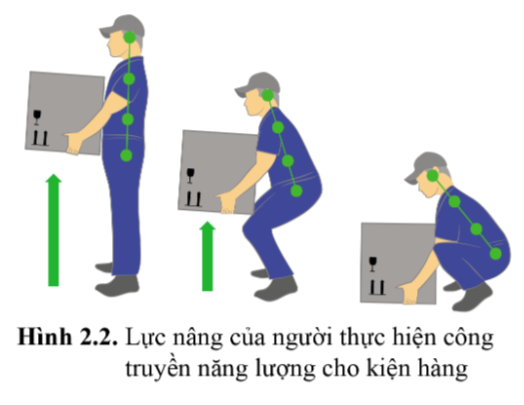 Hình 2.2. Lực nâng của người thực hiện công
truyền năng lượng cho kiện hàng